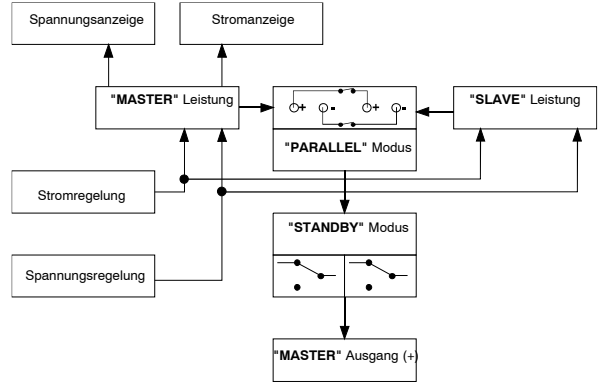 Spannungsanzeige
Stromanzeige
"MASTER" Leistung
+ - + -
"SLAVE" Leistung
"PARALLEL" Modus
Stromregelung
"STANDBY" Modus
Spannungsregelung
"MASTER" Ausgang (+)